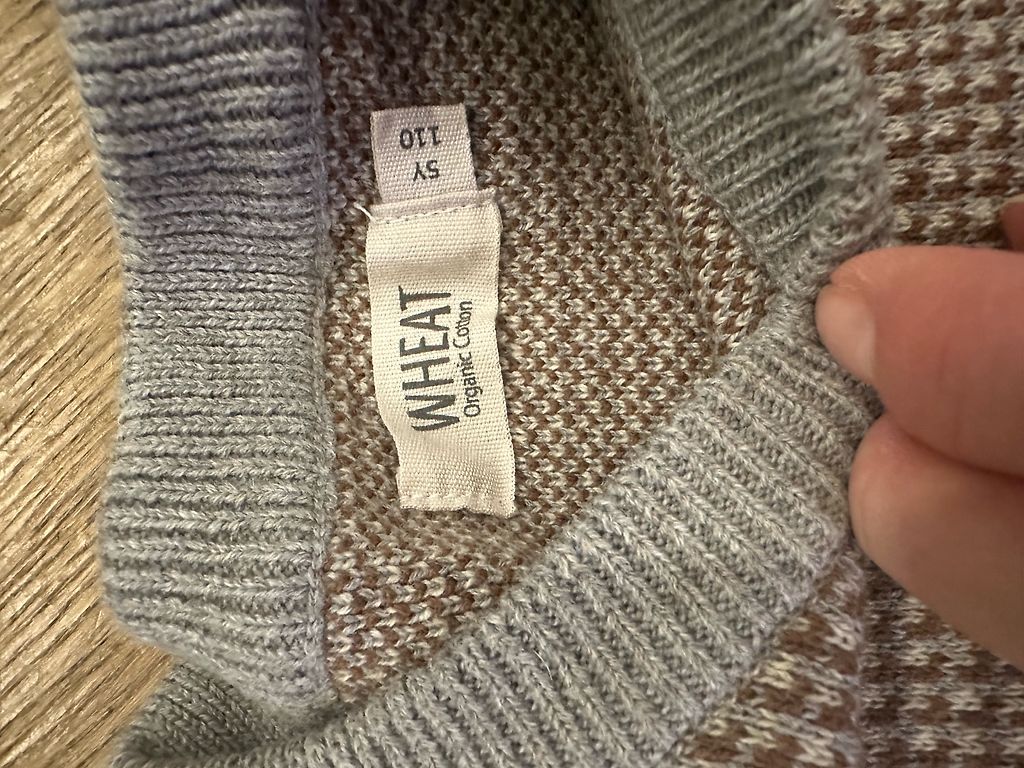 WHEAT
Organic Cotton
5Y
110